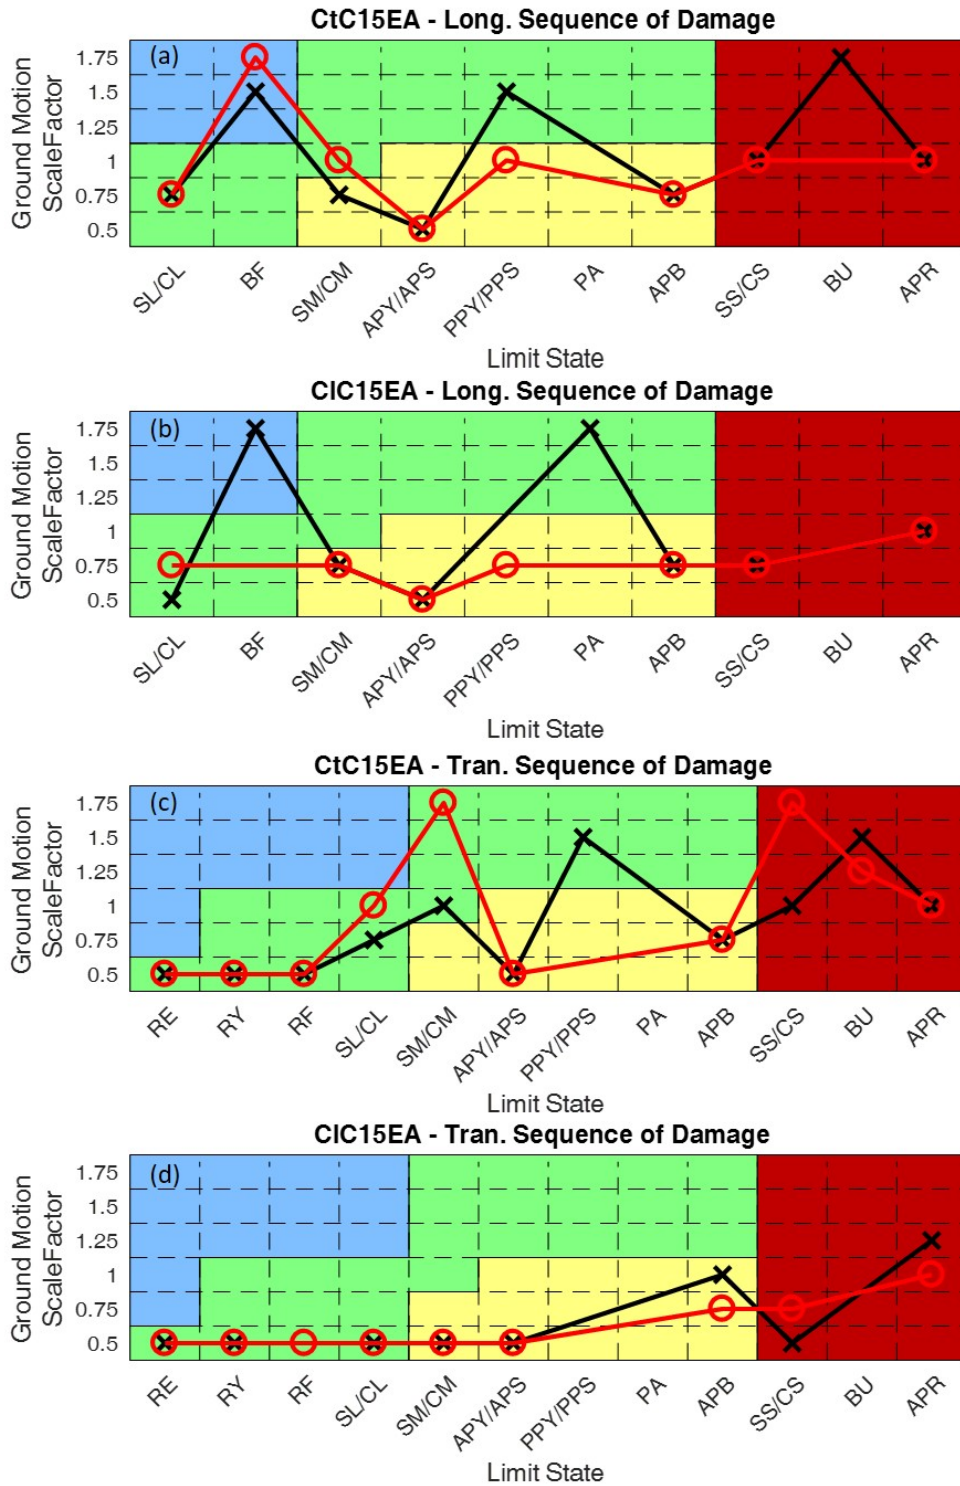 CtC15EA - Long. Sequence of Damage
(a)
Ground Motion
ScaleFactor
1.75
1.5
1.25
1
0.75
0.5
SL/CL
BF
SM/CM
APY/APS
PPY/PPS
PA
APB
SS/CS
BU
APR
Limit State
ClC15EA - Long. Sequence of Damage
(b)
Ground Motion
ScaleFactor
1.75
1.5
1.25
1
0.75
0.5
SL/CL
BF
SM/CM
APY/APS
PPY/PPS
PA
APB
SS/CS
BU
APR
Limit State
CtC15EA - Tran. Sequence of Damage
(c)
Ground Motion
ScaleFactor
1.75
1.5
1.25
1
0.75
0.5
RE
RY
RF
SL/CL
SM/CM
APY/APS
PPY/PPS
PA
APB
SS/CS
BU
APR
Limit State
ClC15EA - Tran. Sequence of Damage
(d)
Ground Motion
ScaleFactor
1.75
1.5
1.25
1
0.75
0.5
RE
RY
RF
SL/CL
SM/CM
APY/APS
PPY/PPS
PA
APB
SS/CS
BU
APR
Limit State